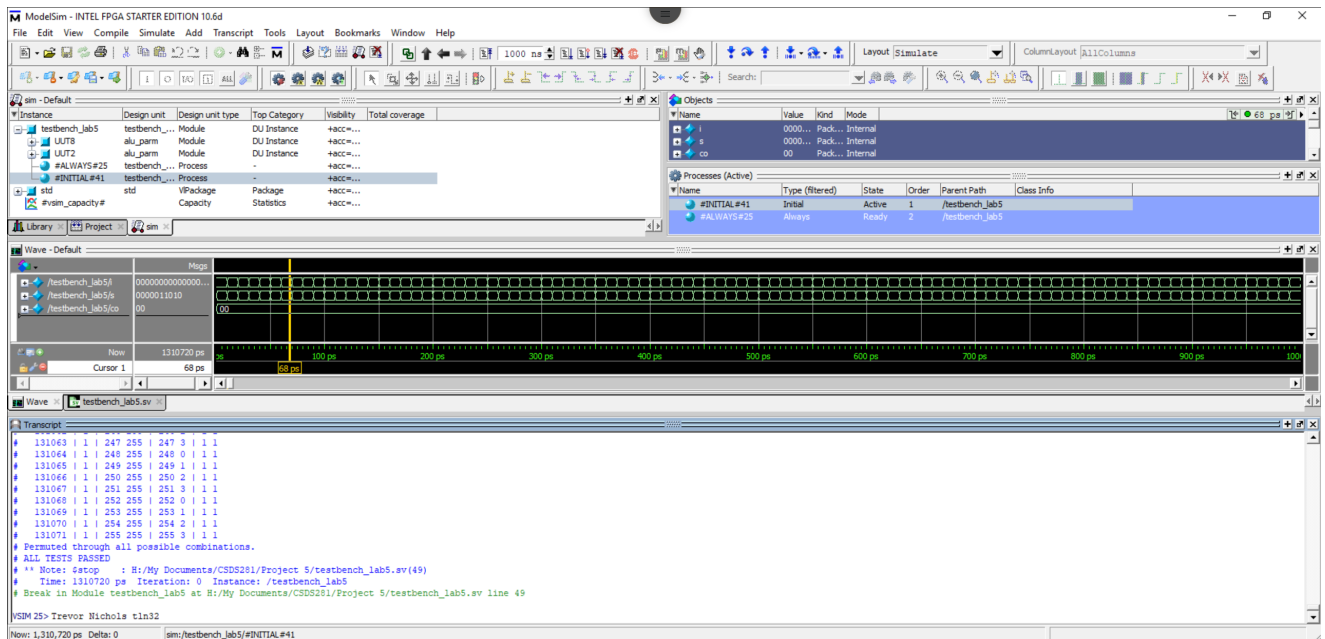 ModelSim - INTEL FPGA STARTER EDITION 10.6d
File Edit View Compile Simulate Add Transcript Tools Layout Bookmarks Window Help
1000 ns Layout Simulate ColumnLayout AllColumns
Search:
sim - Default
Instance Design unit Design unit type Top Category Visibility Total coverage
testbench_lab5 testbench_... Module DU Instance +acc=...
UUT8 alu_parm Module DU Instance +acc=...
UUT2 alu_parm Module DU Instance +acc=...
#ALWAYS#25 testbench_... Process - +acc=...
#INITIAL#41 testbench_... Process - +acc=...
std std VlPackage Package +acc=...
#vsim_capacity# Capacity Statistics +acc=...
Library Project sim
Objects
Name Value Kind Mode 68 ps
i 0000... Pack... Internal
s 0000... Pack... Internal
co 00 Pack... Internal
Processes (Active)
Name Type (filtered) State Order Parent Path Class Info
#INITIAL#41 Initial Active 1 /testbench_lab5
#ALWAYS#25 Always Ready 2 /testbench_lab5
Wave - Default
Msgs
/testbench_lab5/i 00000000000000...
/testbench_lab5/s 0000011010
/testbench_lab5/co 00 00
Now 1310720 ps ps 100 ps 200 ps 300 ps 400 ps 500 ps 600 ps 700 ps 800 ps 900 ps 100
Cursor 1 68 ps 68 ps
Wave testbench_lab5.sv
Transcript
# 131063 | 1 | 247 255 | 247 3 | 1 1
# 131064 | 1 | 248 255 | 248 0 | 1 1
# 131065 | 1 | 249 255 | 249 1 | 1 1
# 131066 | 1 | 250 255 | 250 2 | 1 1
# 131067 | 1 | 251 255 | 251 3 | 1 1
# 131068 | 1 | 252 255 | 252 0 | 1 1
# 131069 | 1 | 253 255 | 253 1 | 1 1
# 131070 | 1 | 254 255 | 254 2 | 1 1
# 131071 | 1 | 255 255 | 255 3 | 1 1
# Permuted through all possible combinations.
# ALL TESTS PASSED
# ** Note: $stop : H:/My Documents/CSDS281/Project 5/testbench_lab5.sv(49)
# Time: 1310720 ps Iteration: 0 Instance: /testbench_lab5
# Break in Module testbench_lab5 at H:/My Documents/CSDS281/Project 5/testbench_lab5.sv line 49
VSIM 25> Trevor Nichols tln32
Now: 1,310,720 ps Delta: 0 sim:/testbench_lab5/#INITIAL#41